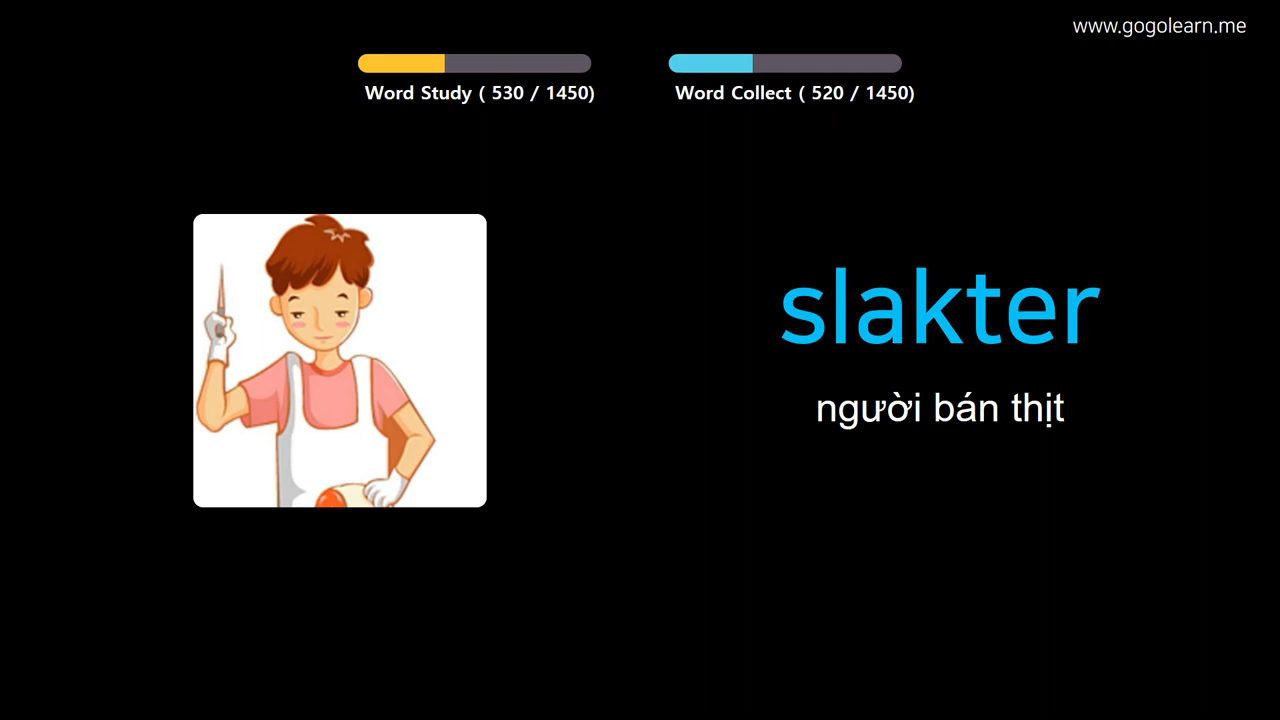 www.gogolearn.me
Word Study ( 530 / 1450)
Word Collect ( 520 / 1450)
slakter
người bán thịt